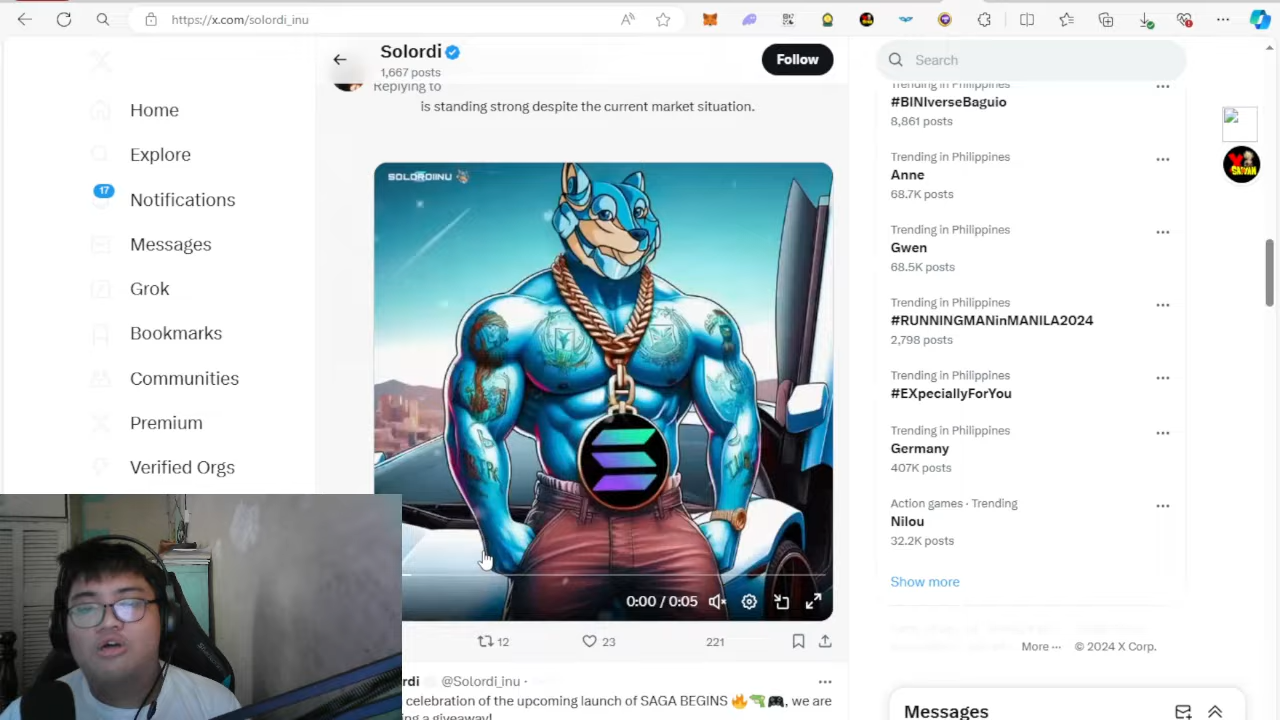 https://x.com/solordi_inu
Solordi
1,667 posts
Follow
Search
Replying to
is standing strong despite the current market situation.
SOLORDIINU
0:00 / 0:05
12
23
221
rdi
@Solordi_inu ·
celebration of the upcoming launch of SAGA BEGINS 🔥🔫🎮, we are
ng a giveaway!
Home
Explore
17
Notifications
Messages
Grok
Bookmarks
Communities
Premium
Verified Orgs
Trending in Philippines
#BINIverseBaguio
8,861 posts
Trending in Philippines
Anne
68.7K posts
Trending in Philippines
Gwen
68.5K posts
Trending in Philippines
#RUNNINGMANinMANILA2024
2,798 posts
Trending in Philippines
#EXpeciallyForYou
Trending in Philippines
Germany
407K posts
Action games · Trending
Nilou
32.2K posts
Show more
More ··· © 2024 X Corp.
Messages